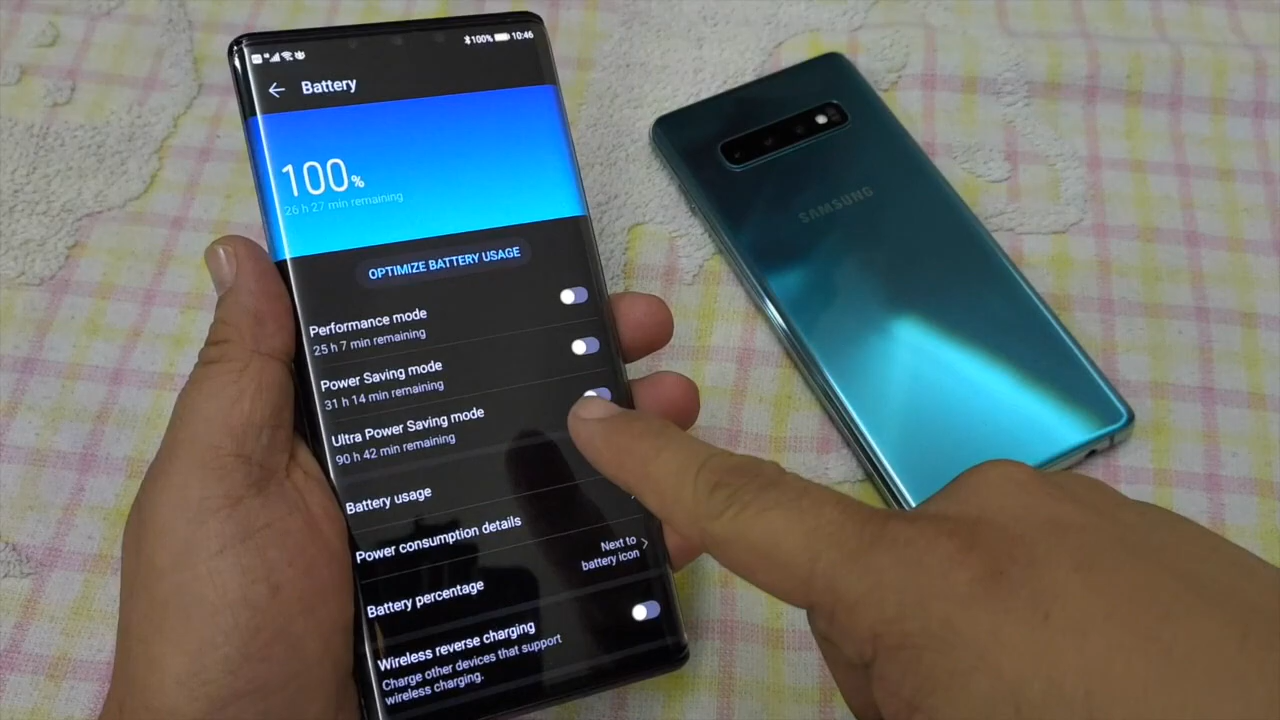 100% 10:46
Battery
100%
26 h 27 min remaining
OPTIMIZE BATTERY USAGE
Performance mode
25 h 7 min remaining
Power Saving mode
31 h 14 min remaining
Ultra Power Saving mode
90 h 42 min remaining
Battery usage
Power consumption details
Battery percentage
Next to
battery icon
Wireless reverse charging
Charge other devices that support
wireless charging.
SAMSUNG